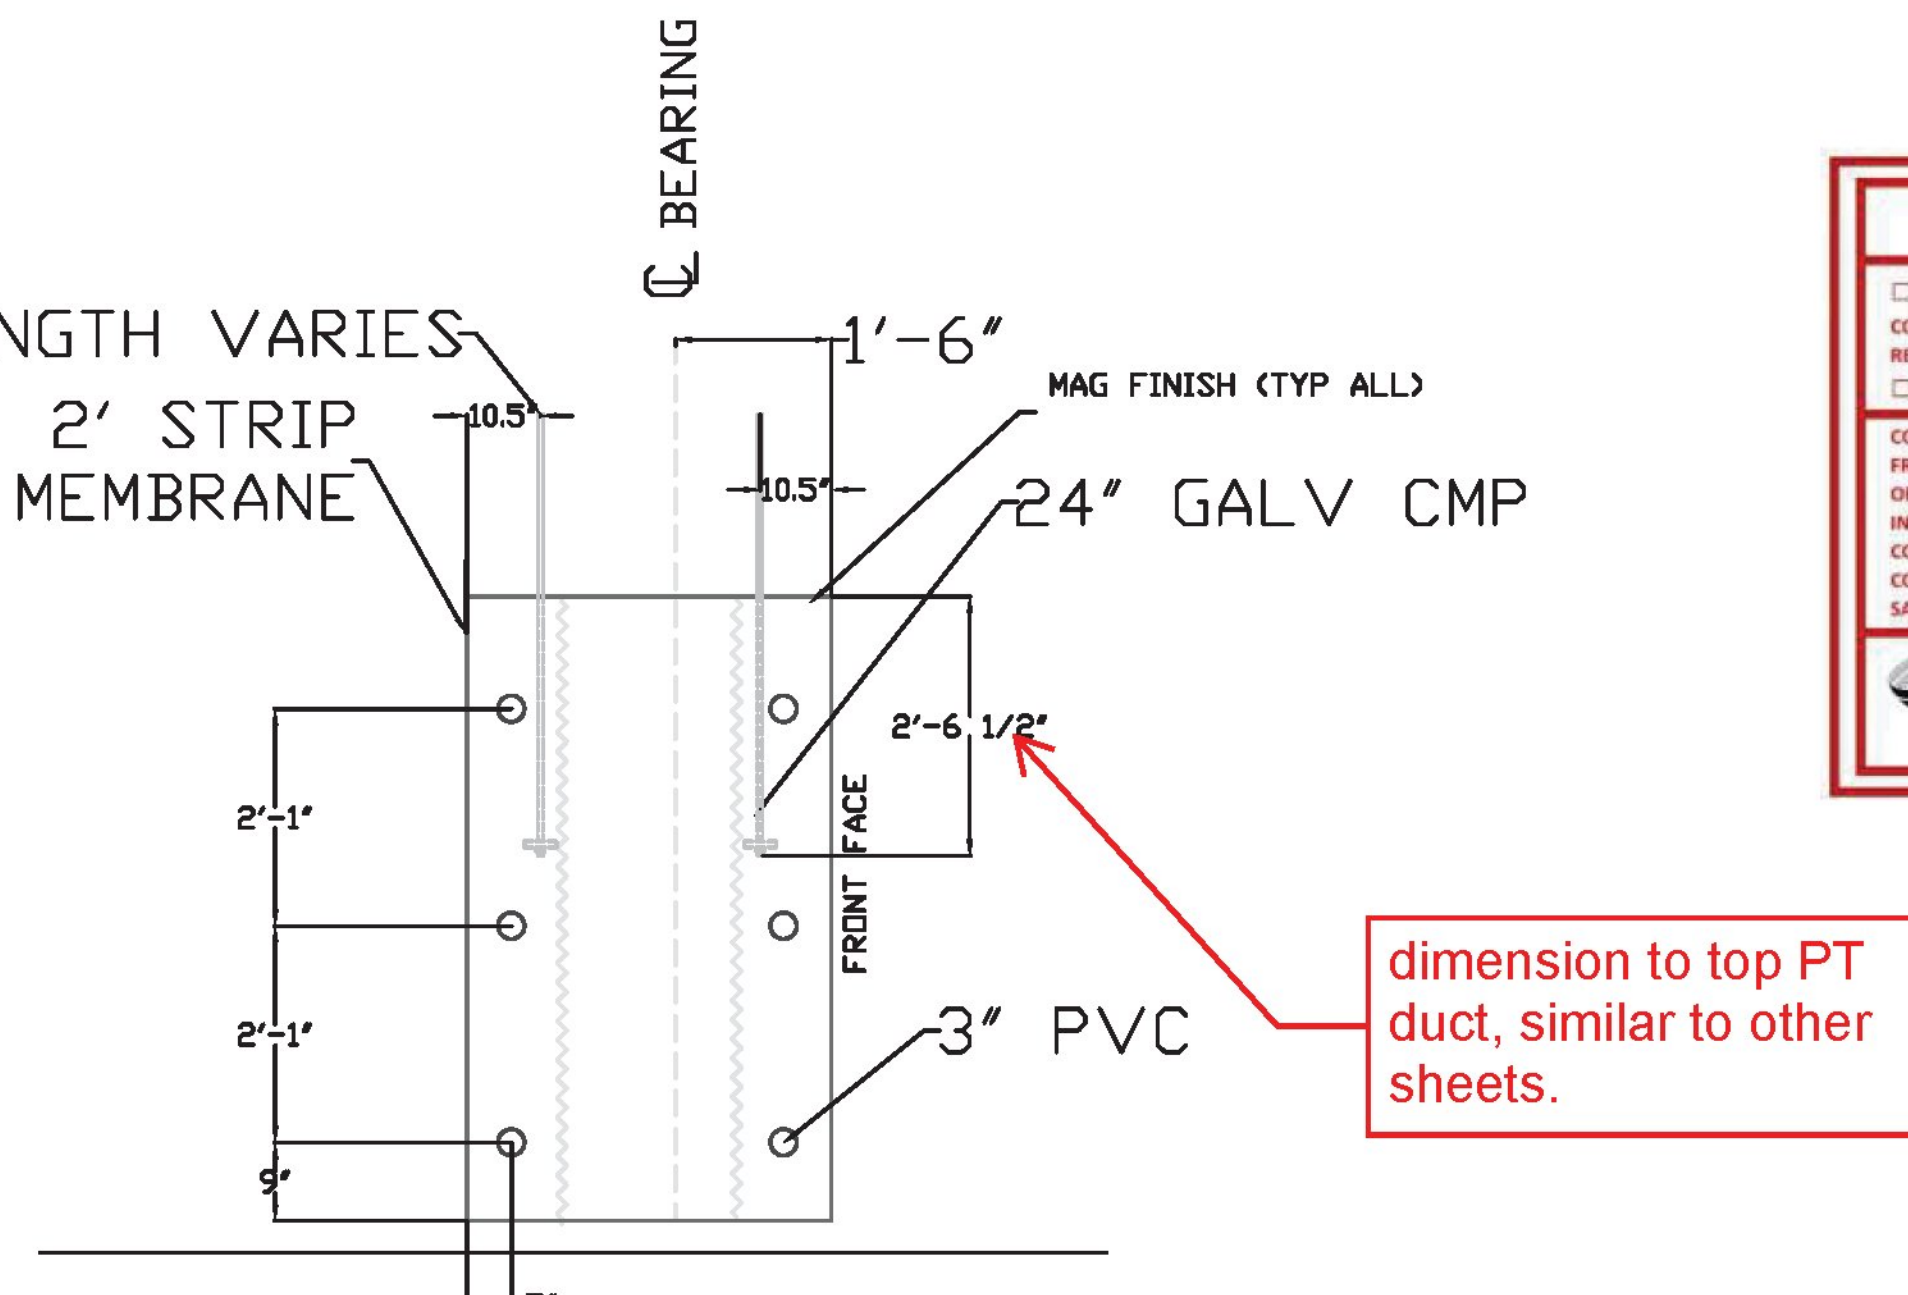 ℄ BEARING
NGTH VARIES
1'-6"
10.5"
MAG FINISH (TYP ALL)
2' STRIP
MEMBRANE
10.5"
24" GALV CMP
2'-6 1/2"
2'-1"
FRONT FACE
2'-1"
3" PVC
9"
dimension to top PT
duct, similar to other
sheets.